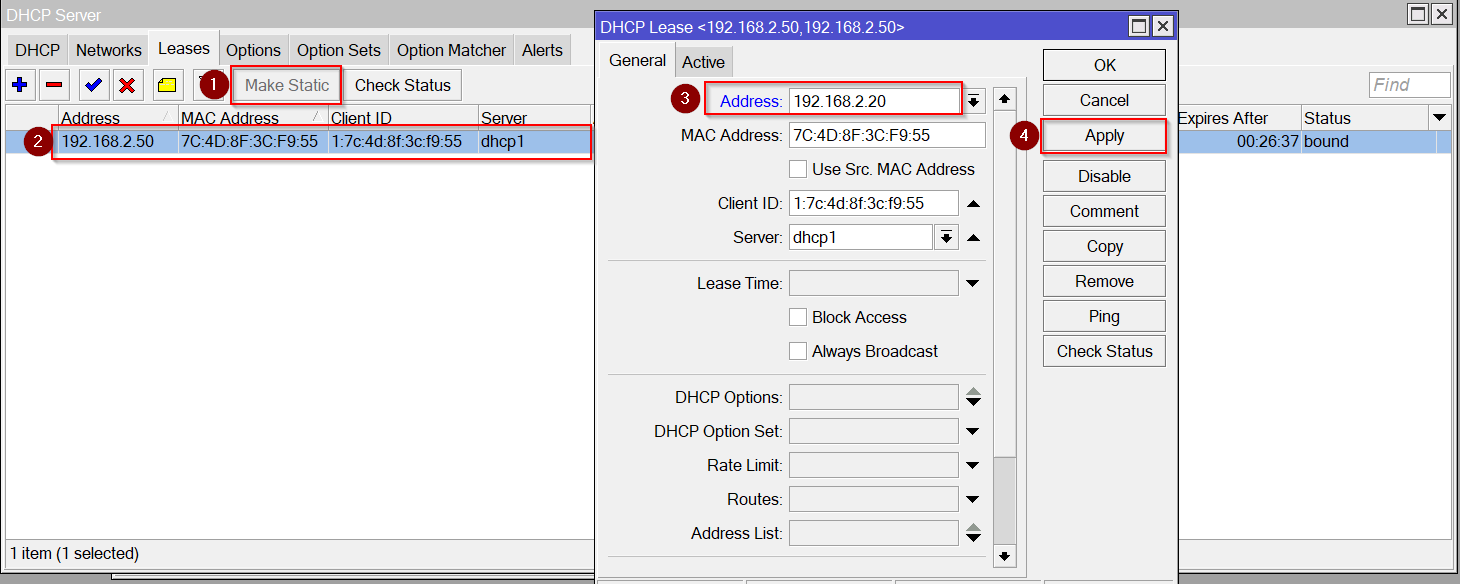 DHCP Server
DHCP Networks Leases Options Option Sets Option Matcher Alerts
1 Make Static Check Status Find
Address MAC Address Client ID Server Expires After Status
2 192.168.2.50 7C:4D:8F:3C:F9:55 1:7c:4d:8f:3c:f9:55 dhcp1 00:26:37 bound
1 item (1 selected)
DHCP Lease <192.168.2.50,192.168.2.50>
General Active
3 Address: 192.168.2.20
MAC Address: 7C:4D:8F:3C:F9:55
Use Src. MAC Address
Client ID: 1:7c:4d:8f:3c:f9:55
Server: dhcp1
Lease Time:
Block Access
Always Broadcast
DHCP Options:
DHCP Option Set:
Rate Limit:
Routes:
Address List:
OK
Cancel
4 Apply
Disable
Comment
Copy
Remove
Ping
Check Status